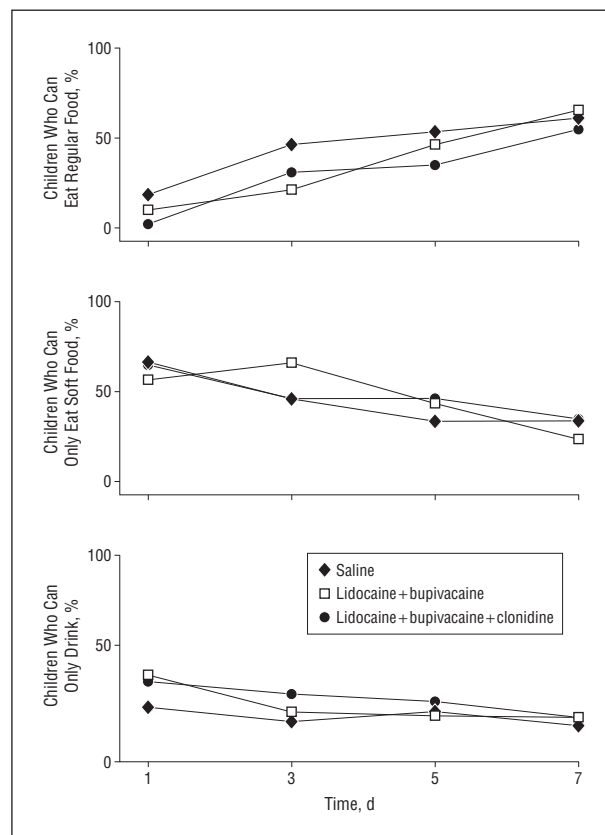 100
50
0
Children Who Can
Eat Regular Food, %
100
50
0
Children Who Can
Only Eat Soft Food, %
100
50
0
Children Who Can
Only Drink, %
Saline
Lidocaine+bupivacaine
Lidocaine+bupivacaine+clonidine
1 3 5 7
Time, d